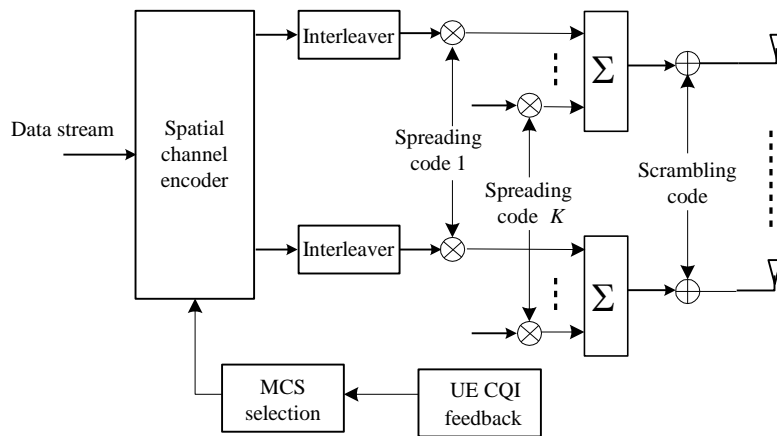 Interleaver
Σ
Data stream
Spatial
channel
encoder
Spreading
code 1
Spreading
code K
Scrambling
code
Interleaver
Σ
MCS
selection
UE CQI
feedback